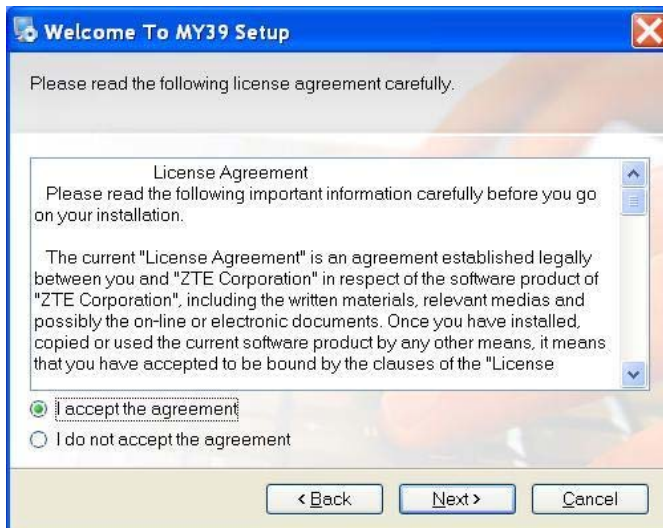 Welcome To MY39 Setup
Please read the following license agreement carefully.
License Agreement
Please read the following important information carefully before you go
on your installation.
The current "License Agreement" is an agreement established legally
between you and "ZTE Corporation" in respect of the software product of
"ZTE Corporation", including the written materials, relevant medias and
possibly the on-line or electronic documents. Once you have installed,
copied or used the current software product by any other means, it means
that you have accepted to be bound by the clauses of the "License
I accept the agreement
I do not accept the agreement
< Back
Next >
Cancel